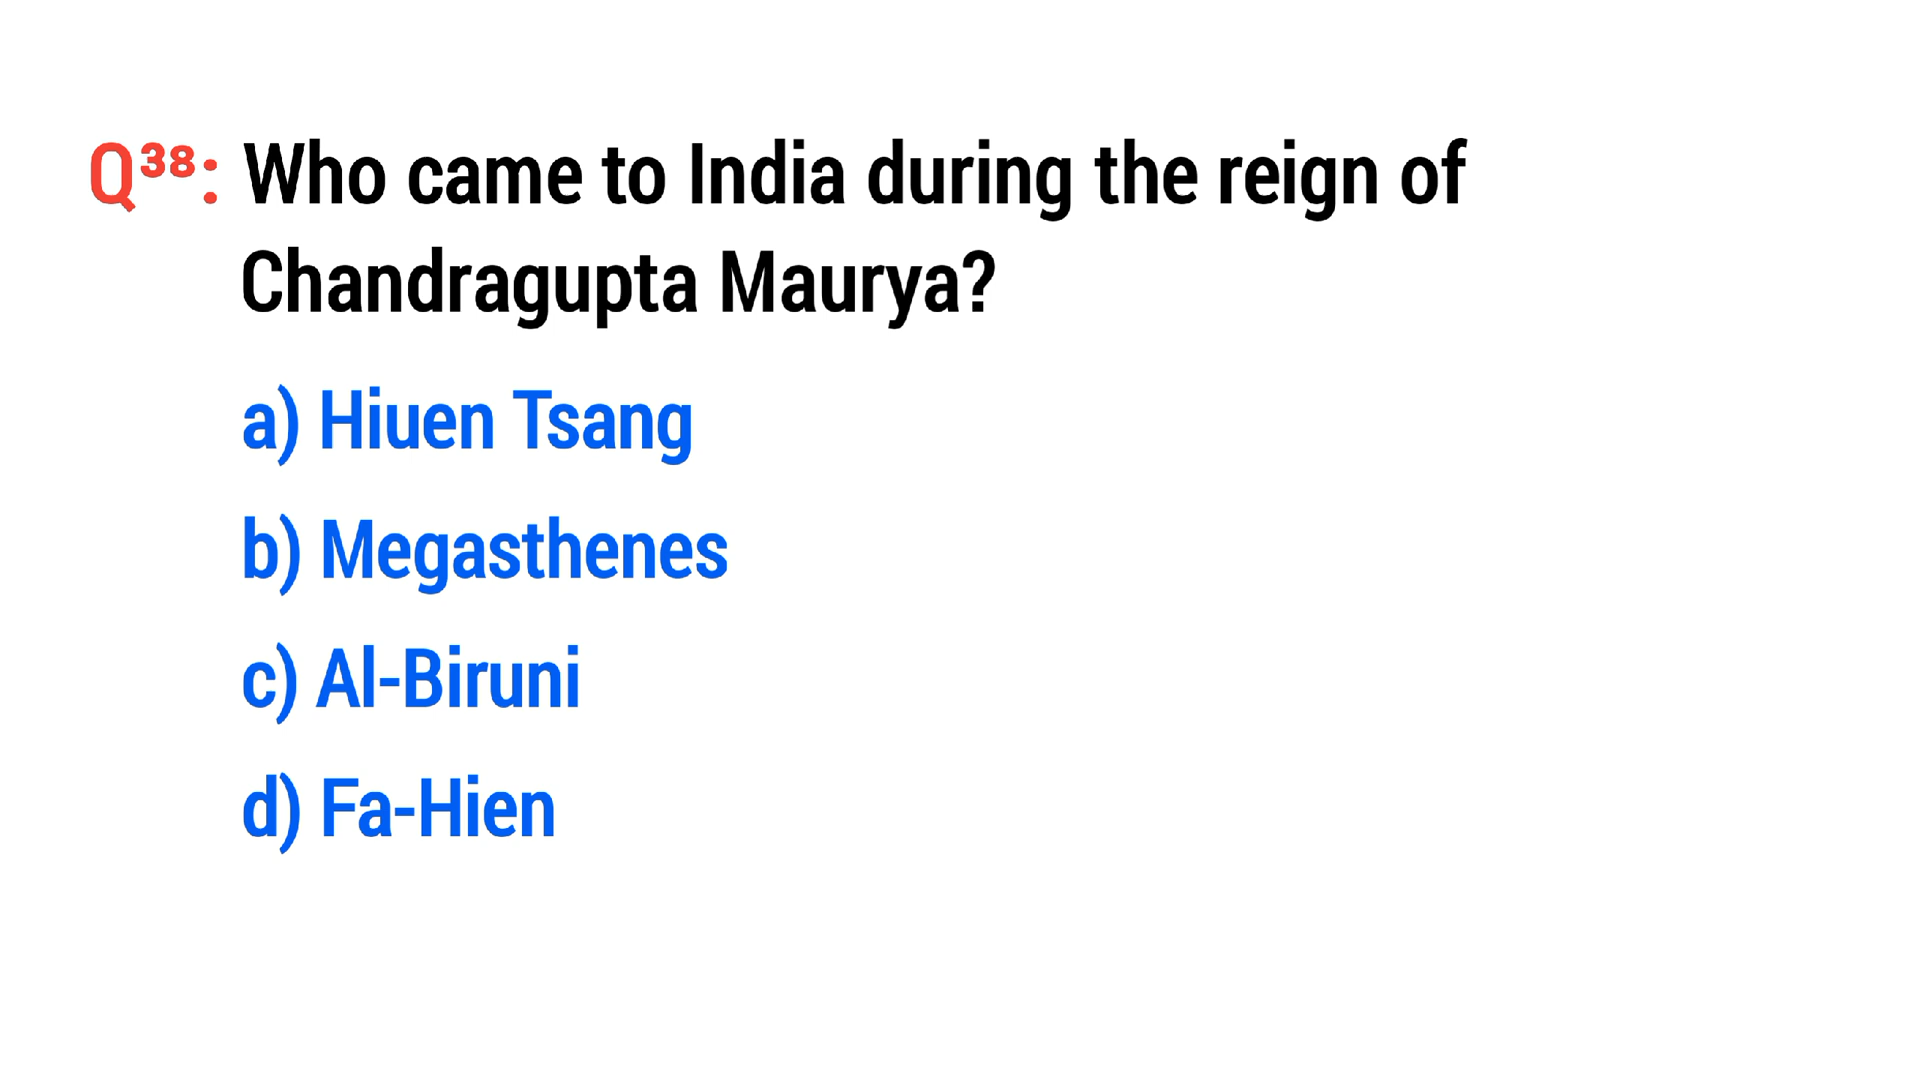 Q³⁸: Who came to India during the reign of
Chandragupta Maurya?
a) Hiuen Tsang
b) Megasthenes
c) Al-Biruni
d) Fa-Hien